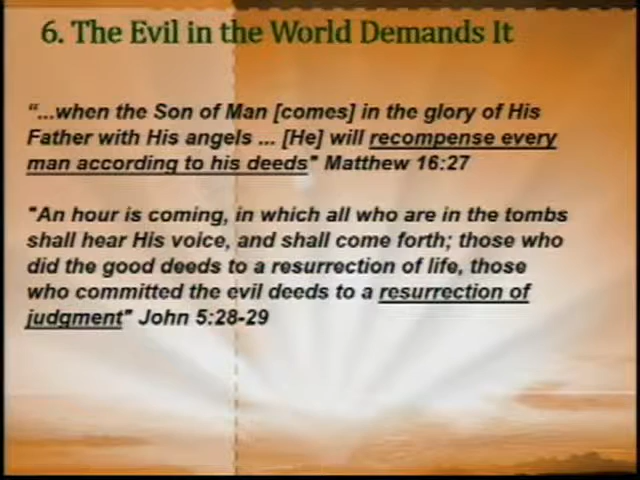 6. The Evil in the World Demands It
“...when the Son of Man [comes] in the glory of His
Father with His angels ... [He] will recompense every
man according to his deeds" Matthew 16:27
"An hour is coming, in which all who are in the tombs
shall hear His voice, and shall come forth; those who
did the good deeds to a resurrection of life, those
who committed the evil deeds to a resurrection of
judgment" John 5:28-29